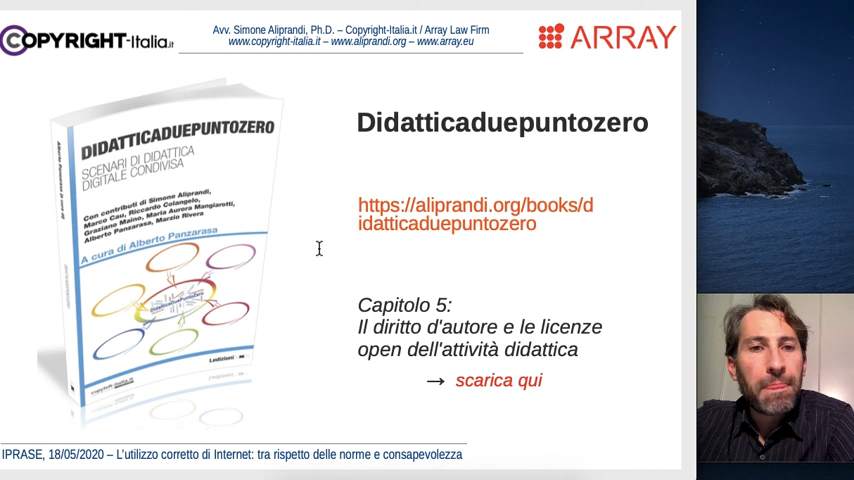 COPYRIGHT-Italia.it
Avv. Simone Aliprandi, Ph.D. – Copyright-Italia.it / Array Law Firm
www.copyright-italia.it – www.aliprandi.org – www.array.eu
ARRAY
DIDATTICADUEPUNTOZERO
SCENARI DI DIDATTICA
DIGITALE CONDIVISA
Con contributi di Simone Aliprandi,
Marco Cau, Riccardo Colangelo,
Graziano Maino, Maria Aurora Mangiarotti,
Alberto Panzarasa, Marzio Rivera
A cura di Alberto Panzarasa
DidatticaDuePuntoZero
Ledizioni
copyright-italia.it
Didatticaduepuntozero
https://aliprandi.org/books/d
idatticaduepuntozero
Capitolo 5:
Il diritto d'autore e le licenze
open dell'attività didattica
→ scarica qui
IPRASE, 18/05/2020 – L'utilizzo corretto di Internet: tra rispetto delle norme e consapevolezza